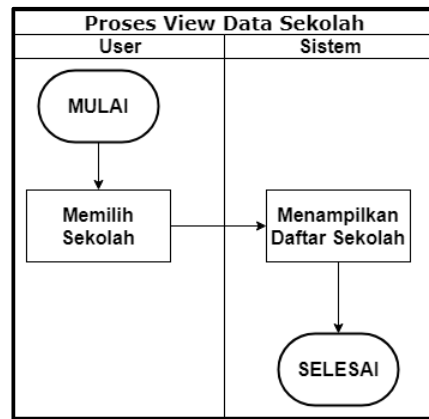 Proses View Data Sekolah
User
Sistem
MULAI
Memilih
Sekolah
Menampilkan
Daftar Sekolah
SELESAI